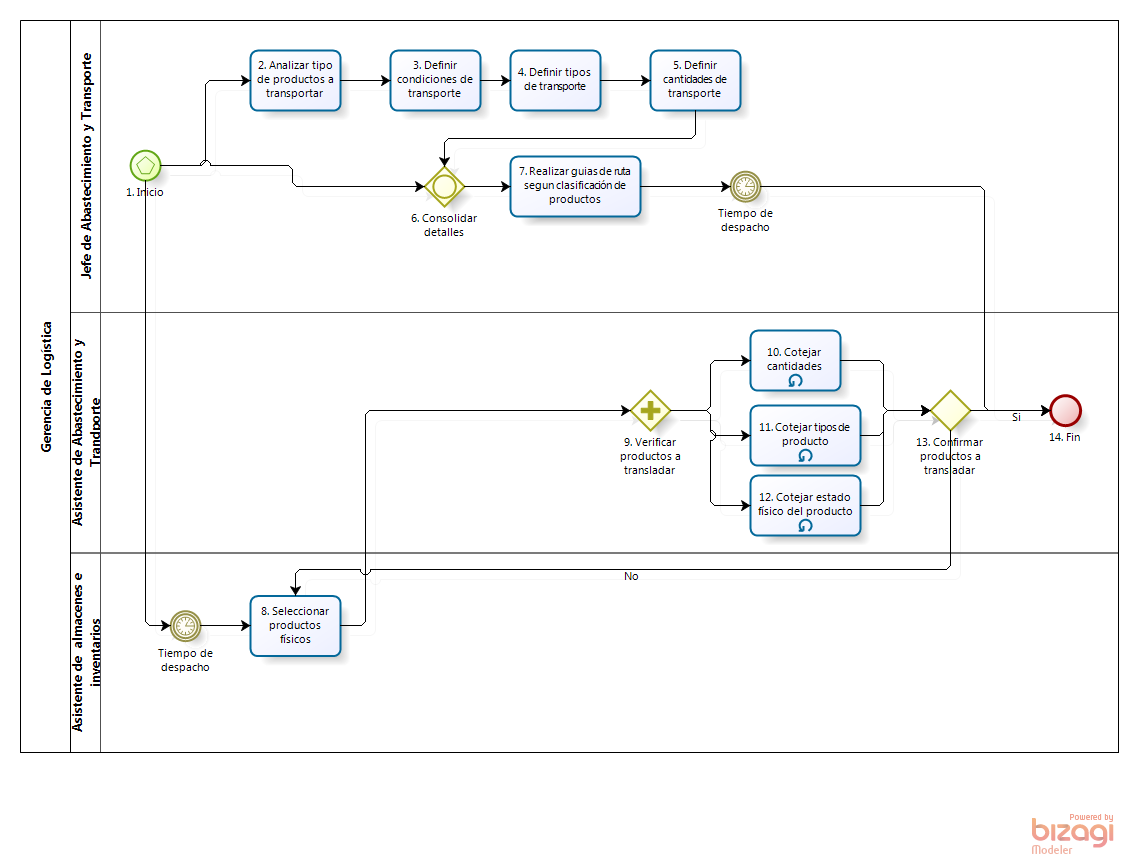 Gerencia de Logística
Jefe de Abastecimiento y Transporte
1. Inicio
2. Analizar tipo
de productos a
transportar
3. Definir
condiciones de
transporte
4. Definir tipos
de transporte
5. Definir
cantidades de
transporte
6. Consolidar
detalles
7. Realizar guias de ruta
segun clasificación de
productos
Tiempo de
despacho
Asistente de Abastecimiento y
Trandporte
9. Verificar
productos a
transladar
10. Cotejar
cantidades
11. Cotejar tipos de
producto
12. Cotejar estado
físico del producto
13. Confirmar
productos a
transladar
Si
14. Fin
Asistente de almacenes e
inventarios
Tiempo de
despacho
8. Seleccionar
productos
físicos
No
Powered by
bizagi
Modeler